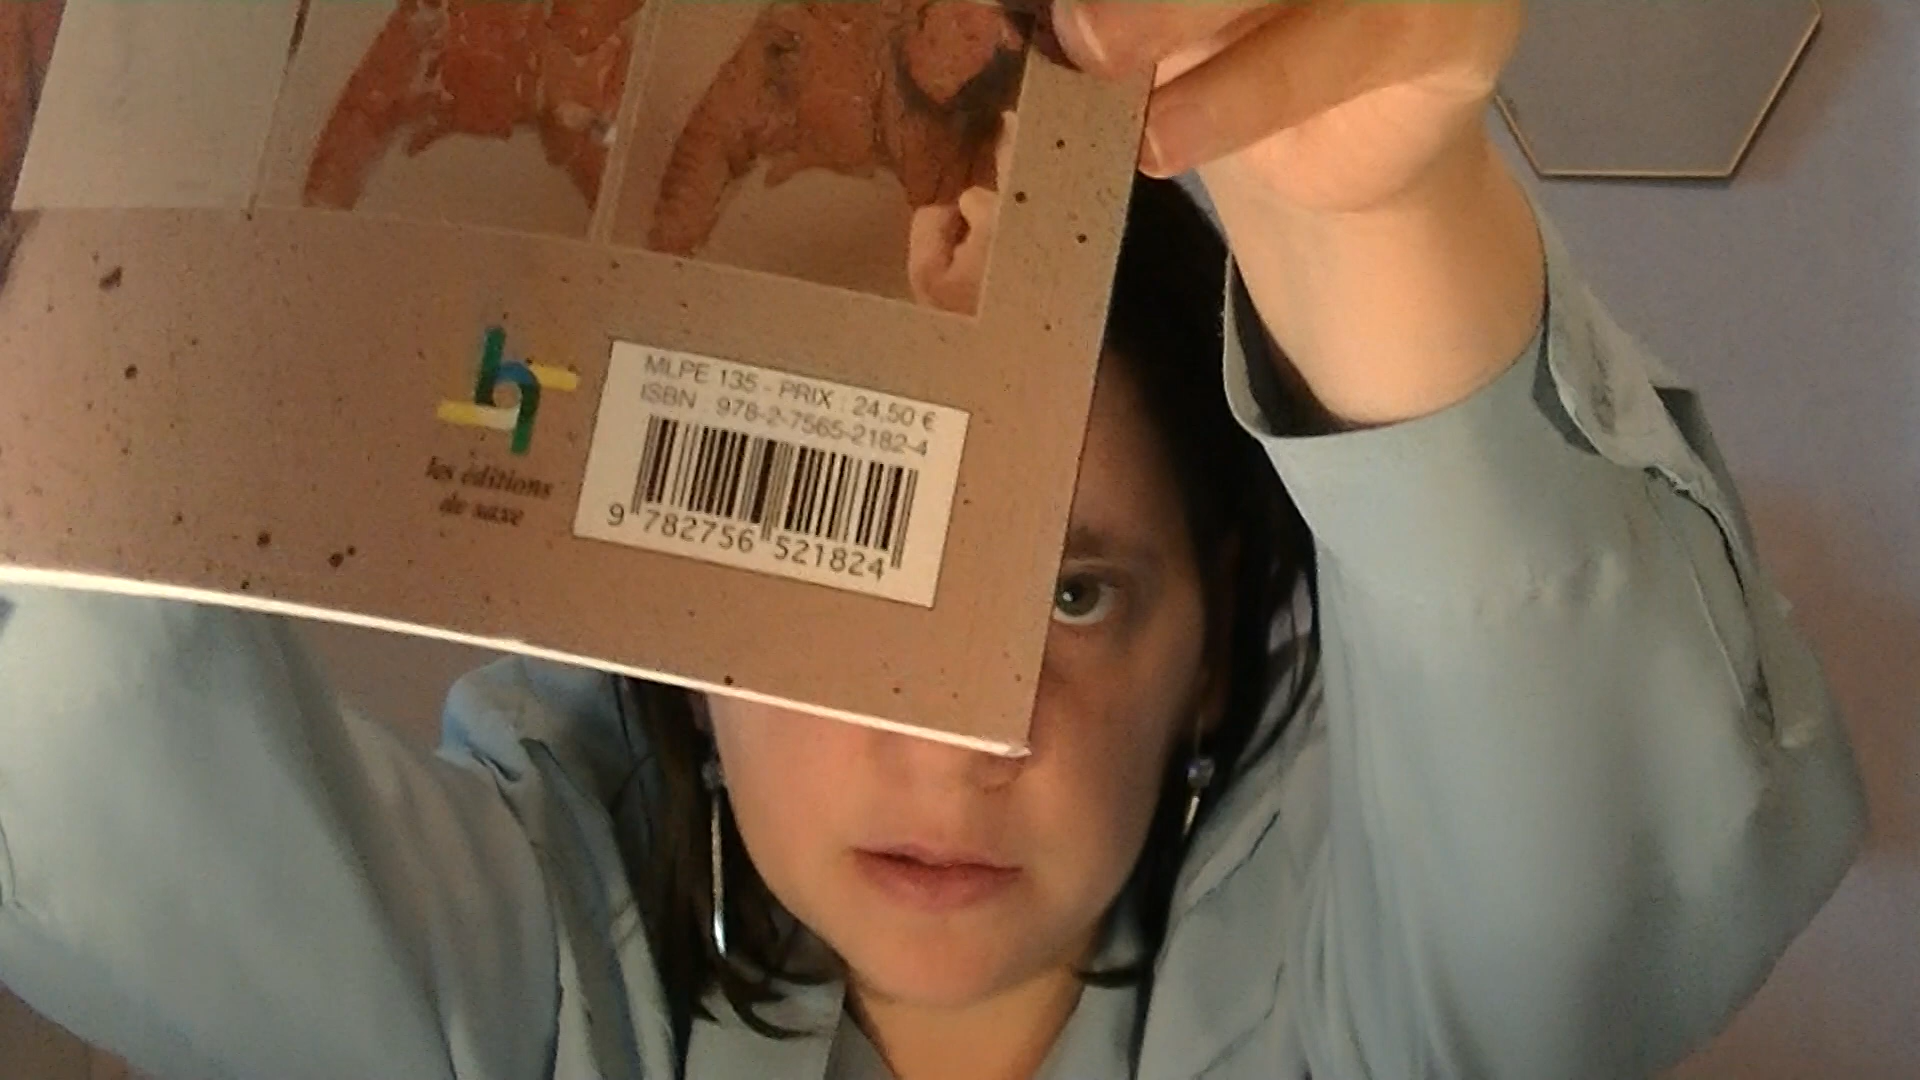 MLPE 135 - PRIX : 24,50 €
ISBN : 978-2-7565-2182-4
9 782756 521824
les éditions
de saxe